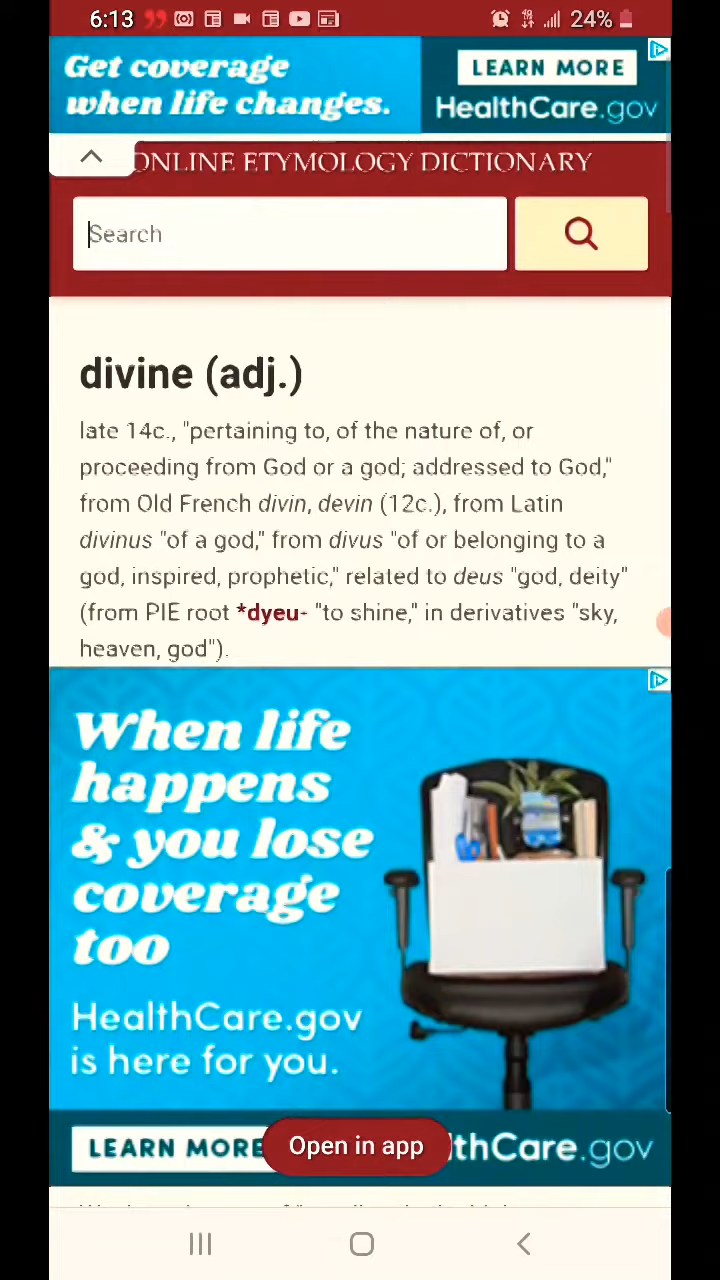 6:13
24%
Get coverage
when life changes.
LEARN MORE
HealthCare.gov
ONLINE ETYMOLOGY DICTIONARY
Search
divine (adj.)
late 14c., "pertaining to, of the nature of, or
proceeding from God or a god; addressed to God,"
from Old French divin, devin (12c.), from Latin
divinus "of a god," from divus "of or belonging to a
god, inspired, prophetic," related to deus "god, deity"
(from PIE root *dyeu- "to shine," in derivatives "sky,
heaven, god").
When life
happens
& you lose
coverage
too
HealthCare.gov
is here for you.
LEARN MORE
Open in app
lthCare.gov